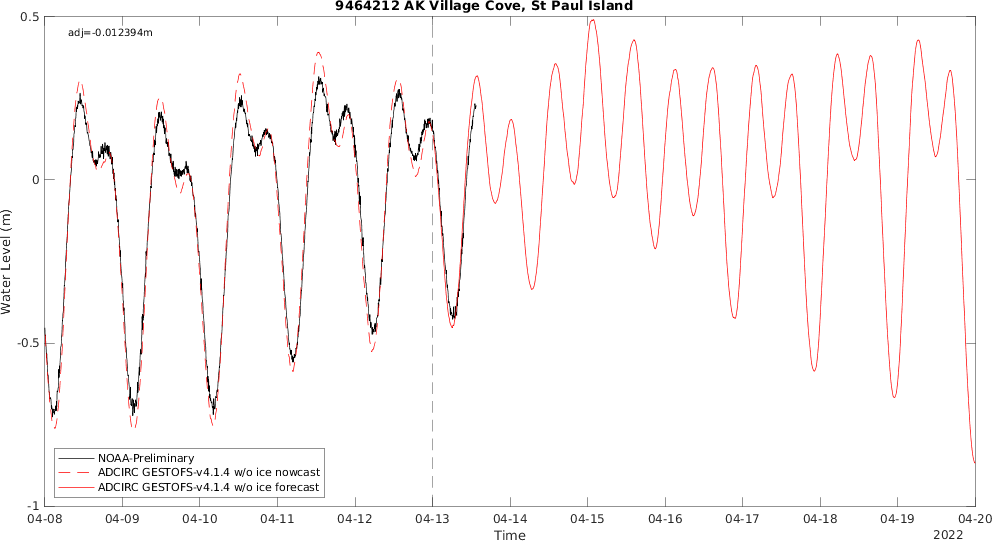 9464212 AK Village Cove, St Paul Island
adj=-0.012394m
0.5
0
-0.5
-1
Water Level (m)
NOAA-Preliminary
ADCIRC GESTOFS-v4.1.4 w/o ice nowcast
ADCIRC GESTOFS-v4.1.4 w/o ice forecast
04-08 04-09 04-10 04-11 04-12 04-13 04-14 04-15 04-16 04-17 04-18 04-19 04-20
Time
2022